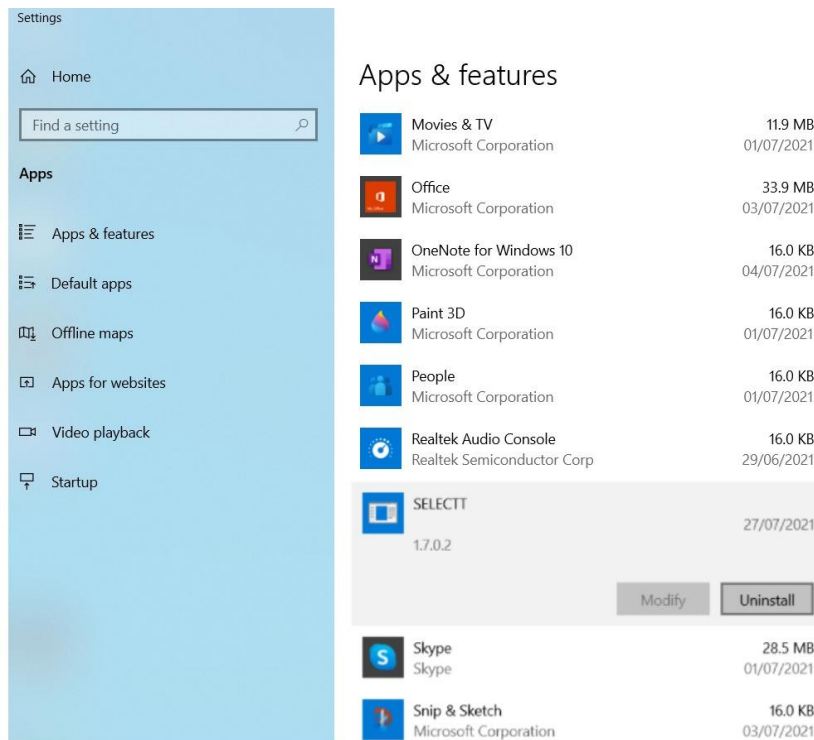 Settings
Home
Find a setting
Apps
Apps & features
Default apps
Offline maps
Apps for websites
Video playback
Startup
Apps & features
Movies & TV 11.9 MB
Microsoft Corporation 01/07/2021
Office 33.9 MB
Microsoft Corporation 03/07/2021
OneNote for Windows 10 16.0 KB
Microsoft Corporation 04/07/2021
Paint 3D 16.0 KB
Microsoft Corporation 01/07/2021
People 16.0 KB
Microsoft Corporation 01/07/2021
Realtek Audio Console 16.0 KB
Realtek Semiconductor Corp 29/06/2021
SELECTT
27/07/2021
1.7.0.2
Modify Uninstall
Skype 28.5 MB
Skype 01/07/2021
Snip & Sketch 16.0 KB
Microsoft Corporation 03/07/2021